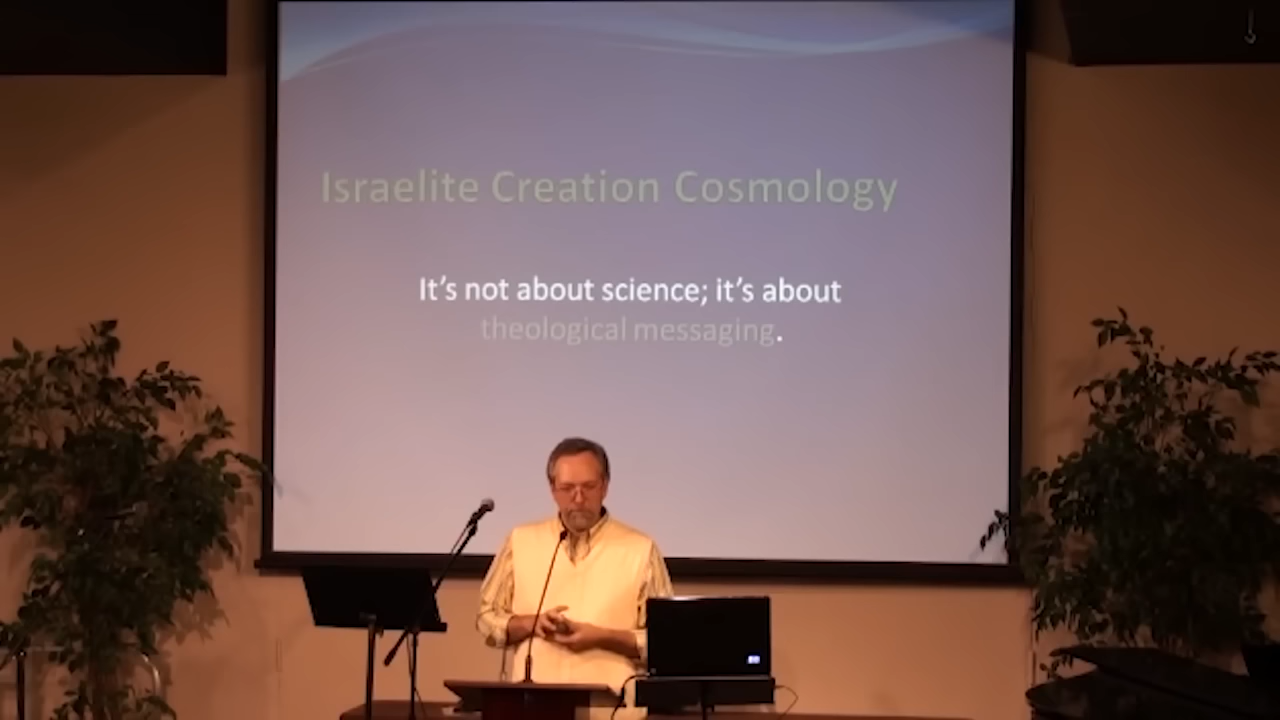 Israelite Creation Cosmology
It’s not about science; it’s about
theological messaging.